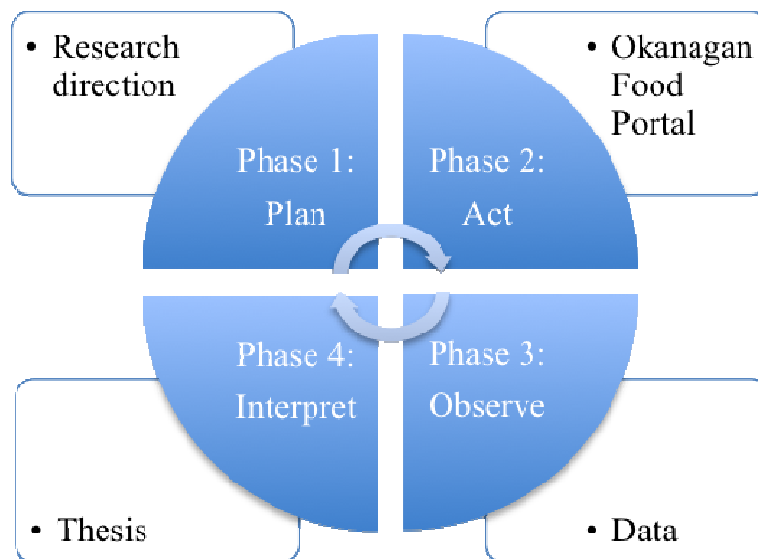 • Research
direction
• Okanagan
Food
Portal
Phase 1:
Plan
Phase 2:
Act
Phase 4:
Interpret
Phase 3:
Observe
• Thesis
• Data